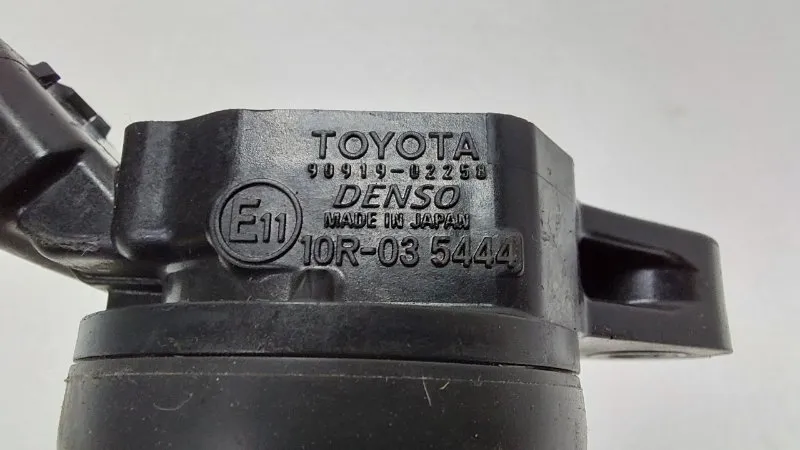 TOYOTA
90919-02258
DENSO
MADE IN JAPAN
E11
10R-03 5444